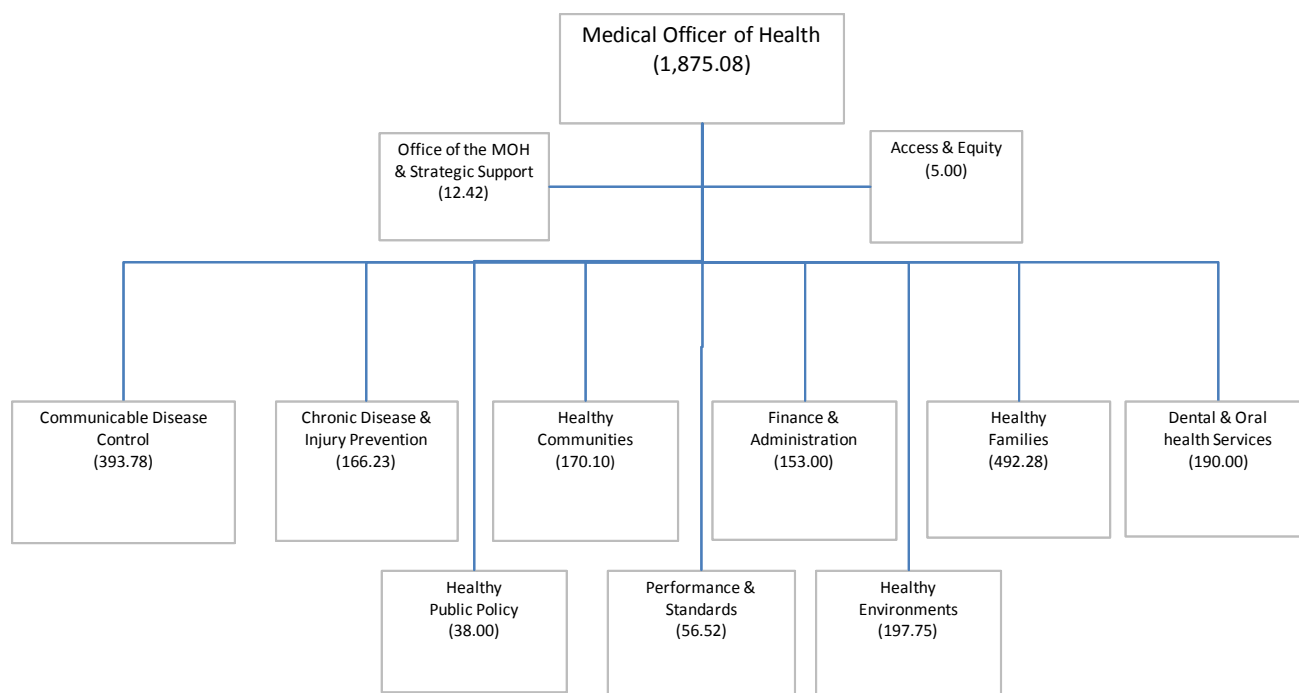 Medical Officer of Health
(1,875.08)
Office of the MOH
& Strategic Support
(12.42)
Access & Equity
(5.00)
Communicable Disease
Control
(393.78)
Chronic Disease &
Injury Prevention
(166.23)
Healthy
Communities
(170.10)
Finance &
Administration
(153.00)
Healthy
Families
(492.28)
Dental & Oral
health Services
(190.00)
Healthy
Public Policy
(38.00)
Performance &
Standards
(56.52)
Healthy
Environments
(197.75)